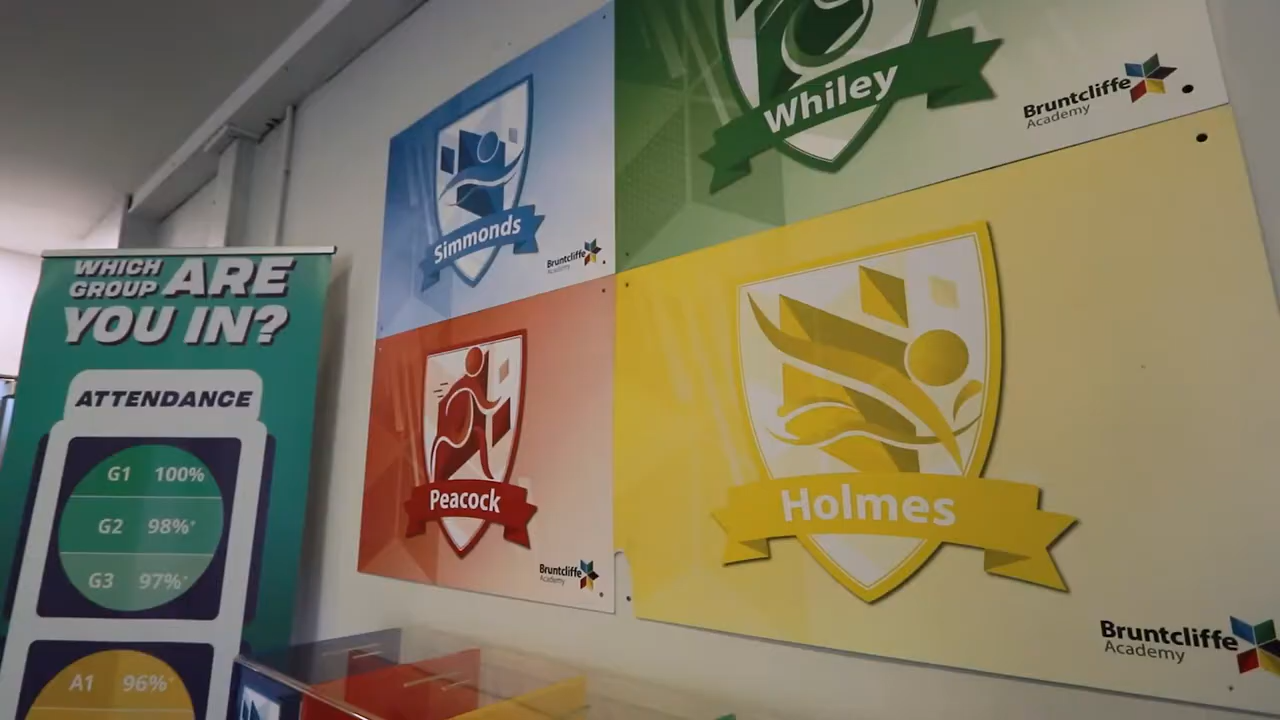 WHICH
GROUP ARE
YOU IN?
ATTENDANCE
G1 100%
G2 98%*
G3 97%*
A1 96%*
Simmonds
Bruntcliffe
Academy
Whiley
Bruntcliffe
Academy
Peacock
Bruntcliffe
Academy
Holmes
Bruntcliffe
Academy